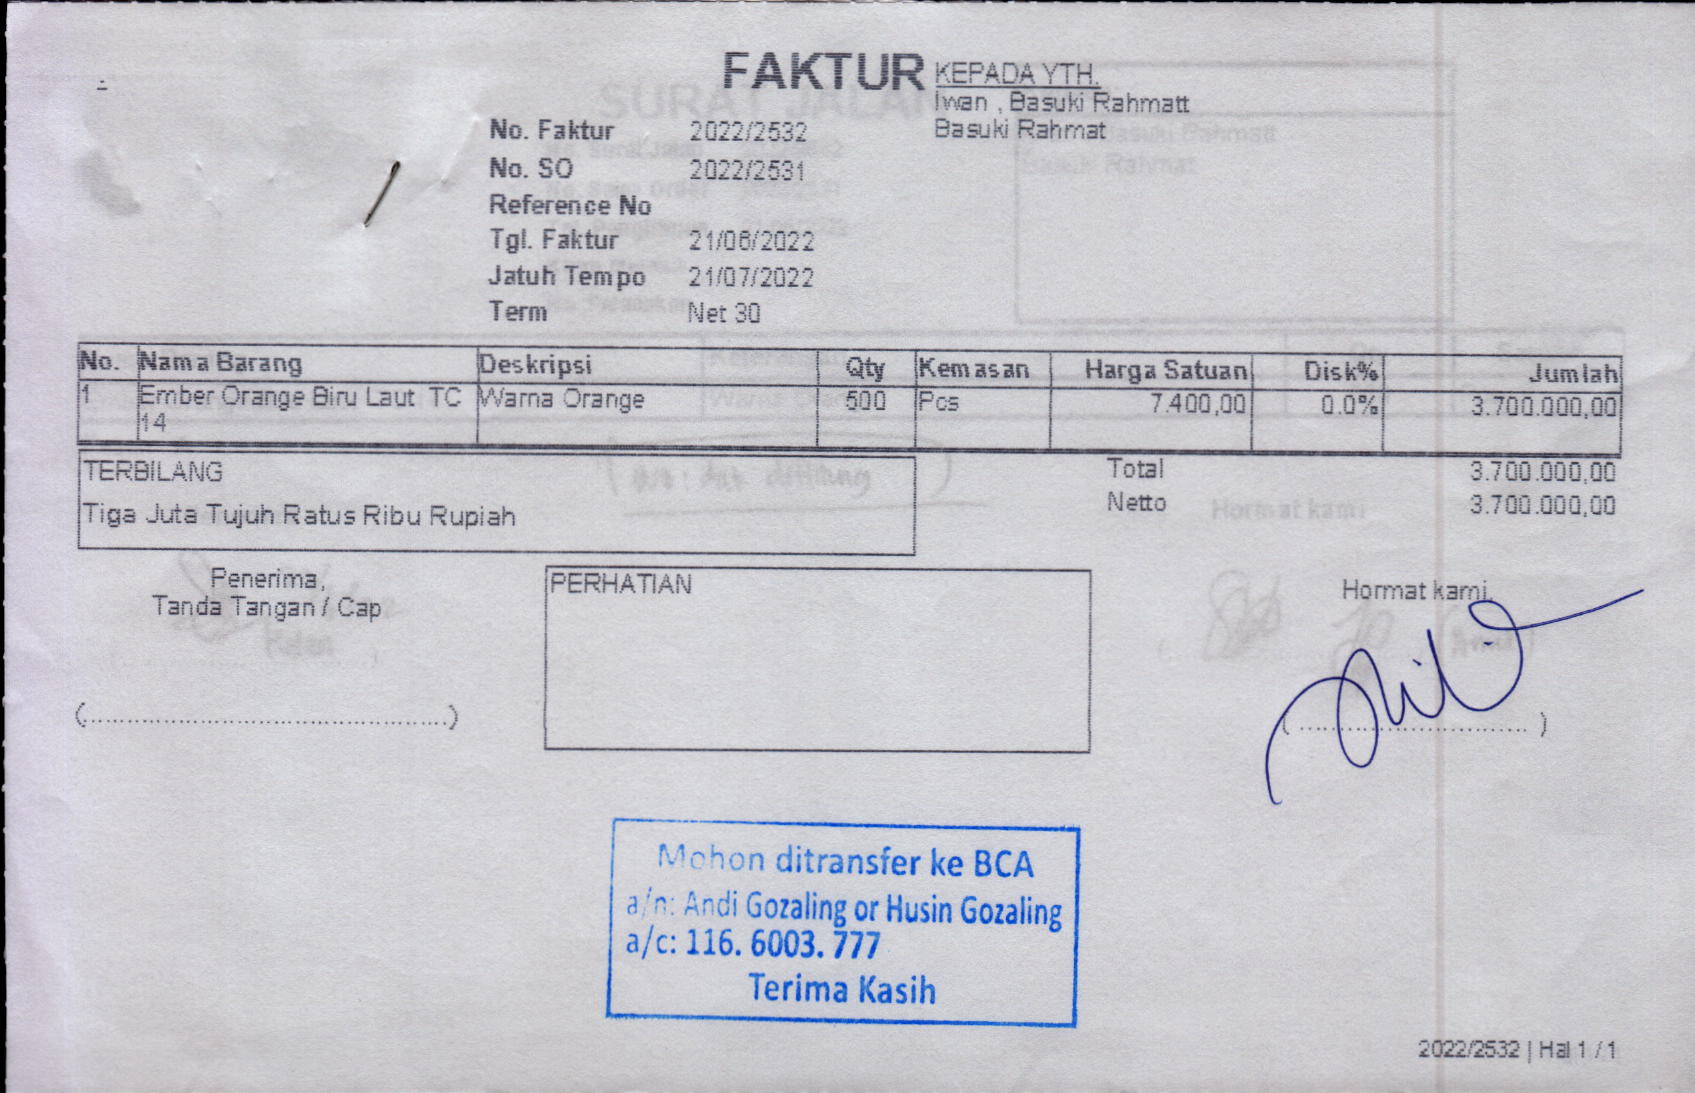 FAKTUR
KEPADA YTH.
Iwan , Basuki Rahmatt
Basuki Rahmat
No. Faktur 2022/2532
No. SO 2022/2531
Reference No
Tgl. Faktur 21/06/2022
Jatuh Tempo 21/07/2022
Term Net 30
No. Nama Barang Deskripsi Qty Kemasan Harga Satuan Disk% Jumlah
1 Ember Orange Biru Laut TC Warna Orange 500 Pcs 7.400,00 0.0% 3.700.000,00
14
TERBILANG
Tiga Juta Tujuh Ratus Ribu Rupiah
Total 3.700.000,00
Netto 3.700.000,00
Penerima,
Tanda Tangan / Cap
PERHATIAN
Hormat kami,
Mohon ditransfer ke BCA
a/n: Andi Gozaling or Husin Gozaling
a/c: 116. 6003. 777
Terima Kasih
2022/2532 | Hal 1 / 1